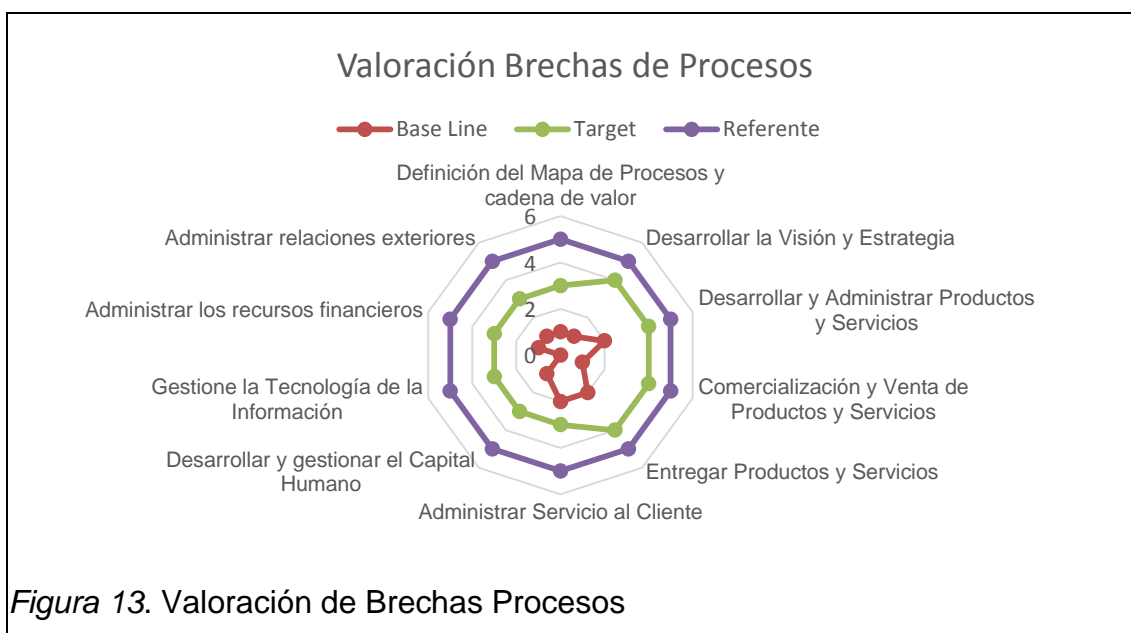 Valoración Brechas de Procesos
Base Line Target Referente
Definición del Mapa de Procesos y
cadena de valor
Desarrollar la Visión y Estrategia
Desarrollar y Administrar Productos
y Servicios
Comercialización y Venta de
Productos y Servicios
Entregar Productos y Servicios
Administrar Servicio al Cliente
Desarrollar y gestionar el Capital
Humano
Gestione la Tecnología de la
Información
Administrar los recursos financieros
Administrar relaciones exteriores
6
4
2
0
Figura 13. Valoración de Brechas Procesos